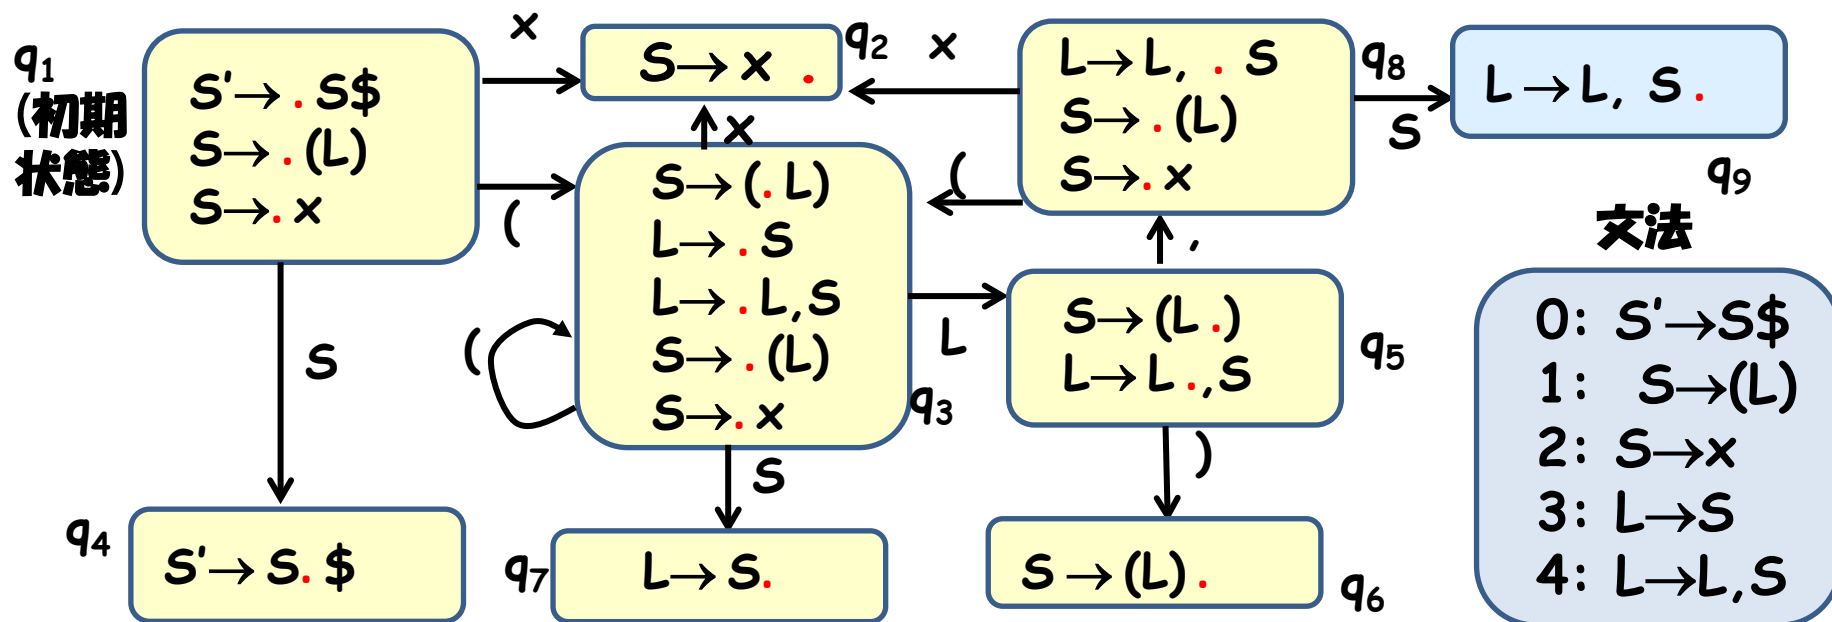 q1
(初期
状態)
S'→ . S$
S→ . (L)
S→. x
x
(
S
S→ x .
q2
x
x
S→ (. L)
L→ . S
L→ . L,S
S→ . (L)
S→. x
q3
(
(
S
L
L→L, . S
S→ . (L)
S→. x
q8
S
L→L, S .
q9
,
S→ (L .)
L→ L .,S
q5
)
q4
S'→ S. $
q7
L→ S.
S →(L) .
q6
文法
0: S'→S$
1: S→(L)
2: S→x
3: L→S
4: L→L,S